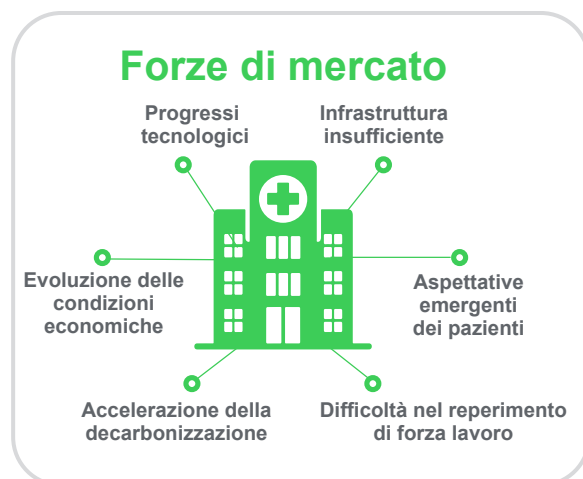 Forze di mercato
Progressi
tecnologici
Infrastruttura
insufficiente
Evoluzione delle
condizioni
economiche
Aspettative
emergenti
dei pazienti
Accelerazione della
decarbonizzazione
Difficoltà nel reperimento
di forza lavoro